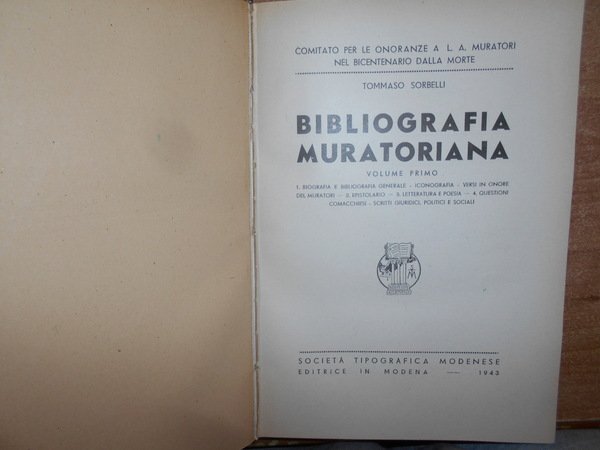 COMITATO PER LE ONORANZE A L. A. MURATORI
NEL BICENTENARIO DALLA MORTE
TOMMASO SORBELLI
BIBLIOGRAFIA
MURATORIANA
VOLUME PRIMO
1. BIOGRAFIA E BIBLIOGRAFIA GENERALE - ICONOGRAFIA - VERSI IN ONORE
DEL MURATORI — 2. EPISTOLARIO — 3. LETTERATURA E POESIA — 4. QUESTIONI
COMACCHIESI - SCRITTI GIURIDICI, POLITICI E SOCIALI
SOCIETÀ TIPOGRAFICA MODENESE
EDITRICE IN MODENA — 1943